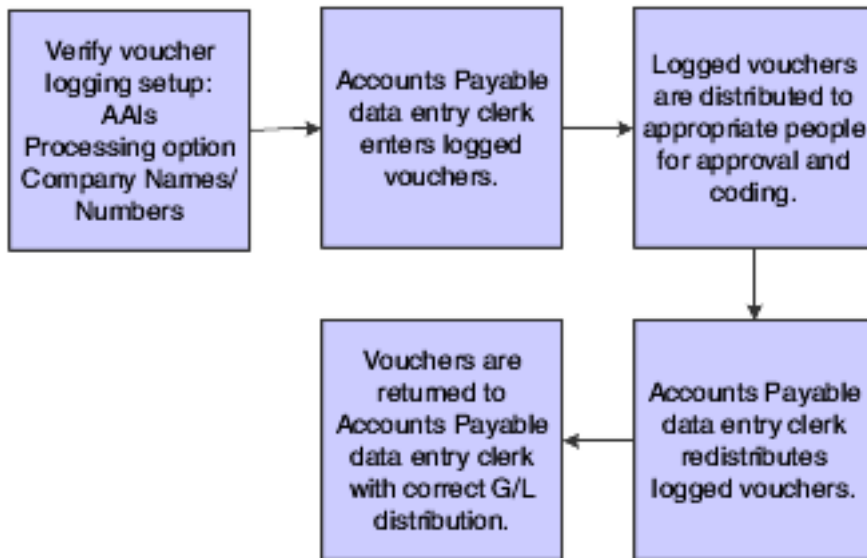 Verify voucher
logging setup:
AAIs
Processing option
Company Names/
Numbers
Accounts Payable
data entry clerk
enters logged
vouchers.
Logged vouchers
are distributed to
appropriate people
for approval and
coding.
Accounts Payable
data entry clerk
redistributes
logged vouchers.
Vouchers are
returned to
Accounts Payable
data entry clerk
with correct G/L
distribution.